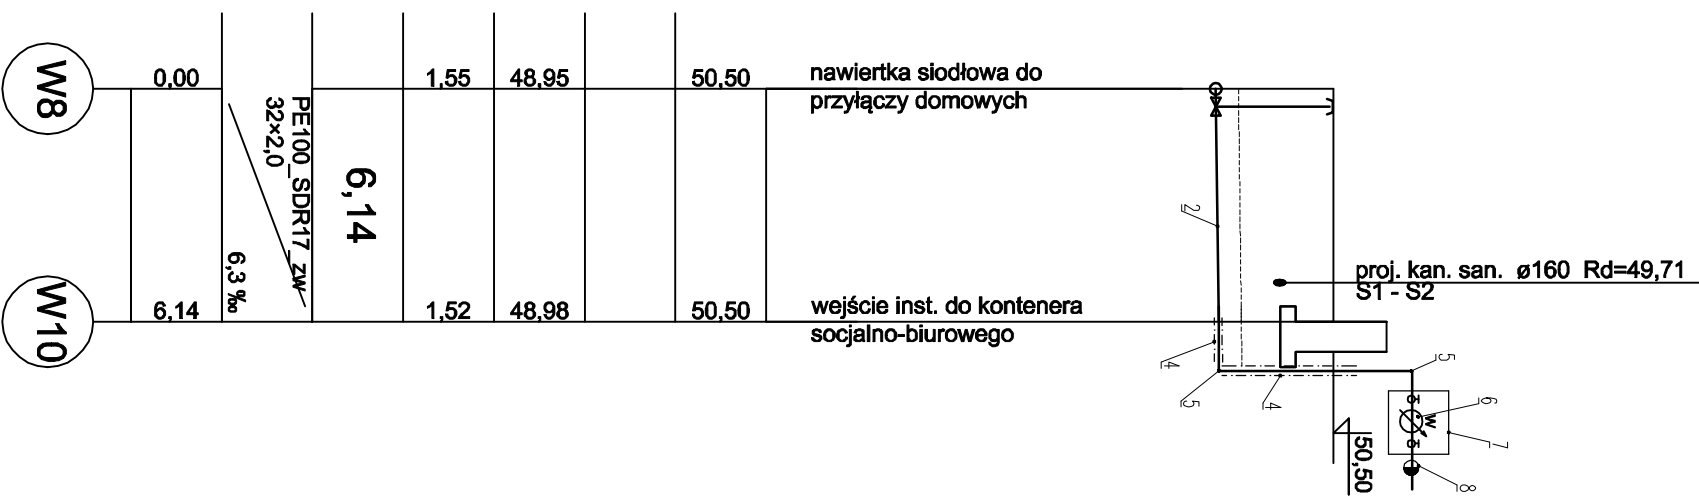 W8
0,00
1,55
48,95
50,50
nawiertka siodłowa do
przyłączy domowych
PE100_SDR17_zw
32×2,0
6,3 ‰
6,14
W10
6,14
1,52
48,98
50,50
wejście inst. do kontenera
socjalno-biurowego
proj. kan. san. ø160 Rd=49,71
S1 - S2
2
4
5
4
5
6
7
8
W
50,50